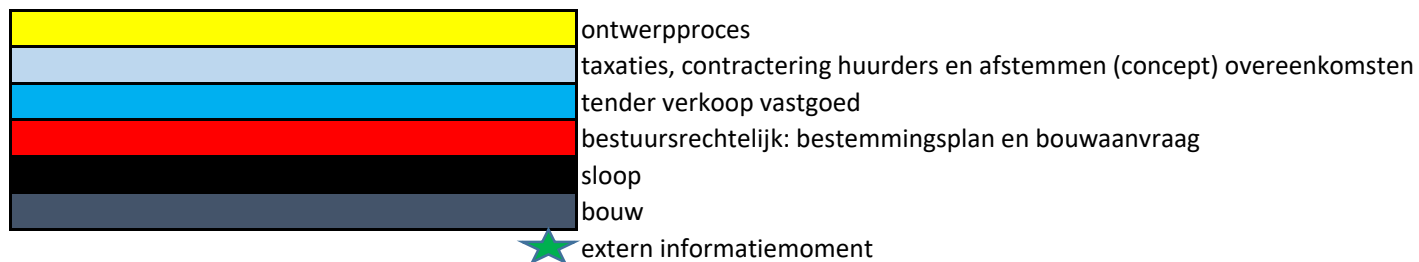 ontwerpproces
taxaties, contractering huurders en afstemmen (concept) overeenkomsten
tender verkoop vastgoed
bestuursrechtelijk: bestemmingsplan en bouwaanvraag
sloop
bouw
extern informatiemoment